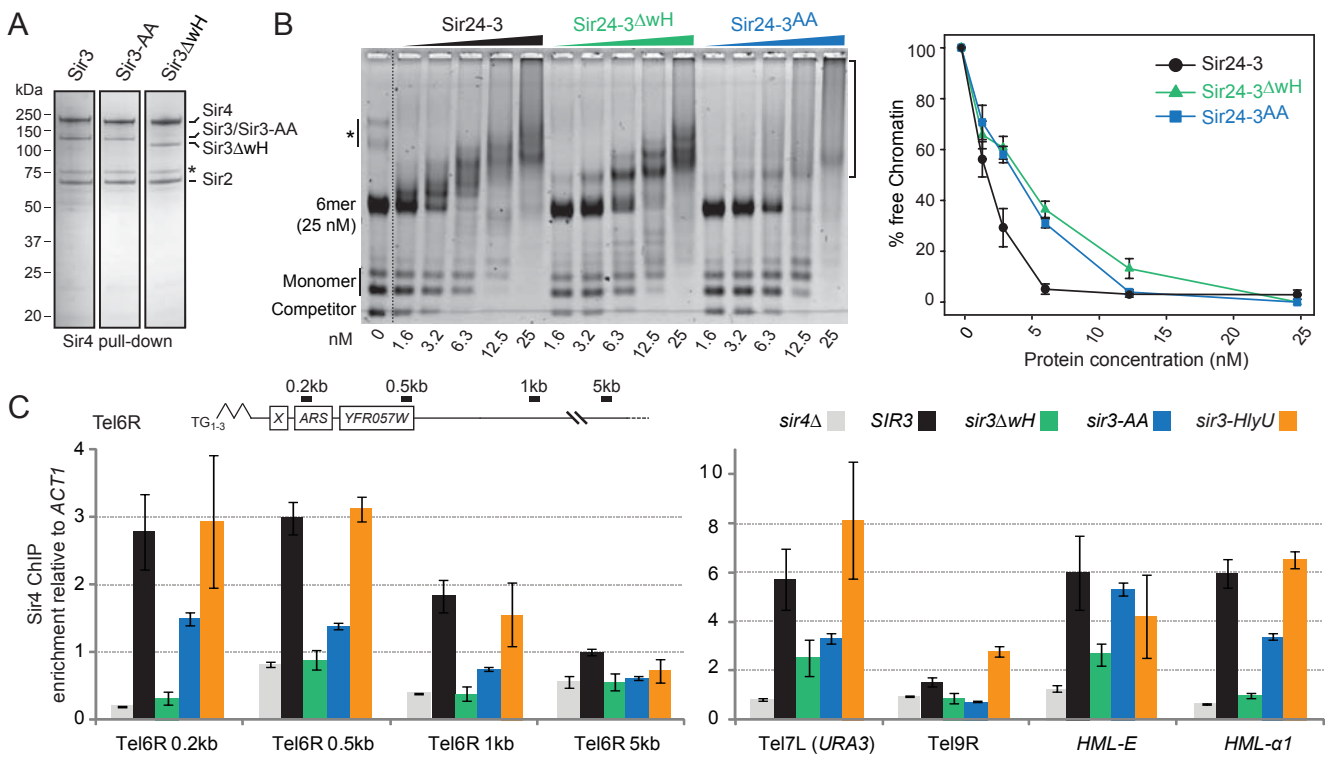 A
Sir3
Sir3-AA
Sir3ΔwH
kDa
250
150
100
75
50
37
25
20
Sir4
Sir3/Sir3-AA
Sir3ΔwH
*
Sir2
Sir4 pull-down
B
Sir24-3
Sir24-3ΔwH
Sir24-3AA
*
6mer
(25 nM)
Monomer
Competitor
nM
0
1.6
3.2
6.3
12.5
25
1.6
3.2
6.3
12.5
25
1.6
3.2
6.3
12.5
25
% free Chromatin
100
80
60
40
20
0
Sir24-3
Sir24-3ΔwH
Sir24-3AA
0 5 10 15 20 25
Protein concentration (nM)
C
Tel6R
TG1-3
X
ARS
YFR057W
0.2kb
0.5kb
1kb
5kb
sir4Δ
SIR3
sir3ΔwH
sir3-AA
sir3-HlyU
Sir4 ChIP
enrichment relative to ACT1
4
3
2
1
0
Tel6R 0.2kb
Tel6R 0.5kb
Tel6R 1kb
Tel6R 5kb
10
8
6
4
2
0
Tel7L (URA3)
Tel9R
HML-E
HML-α1